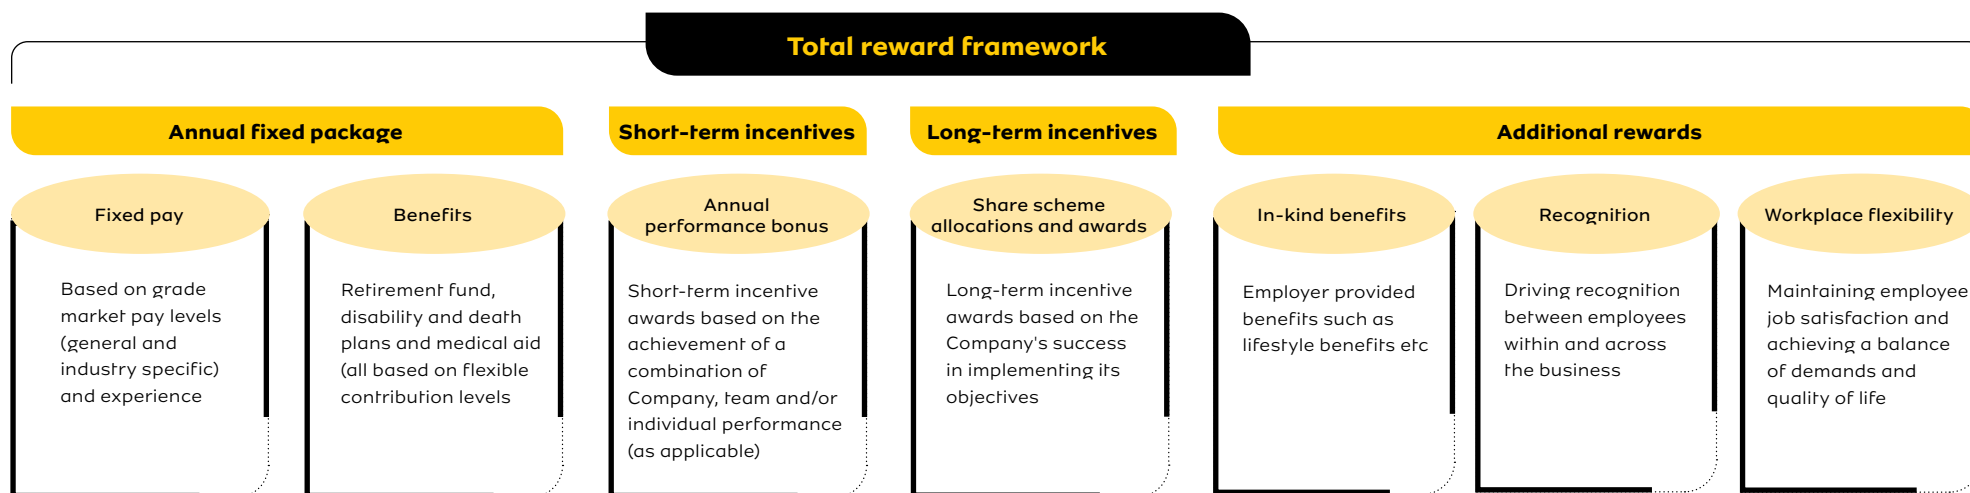 Total reward framework
Annual fixed package
Short-term incentives
Long-term incentives
Additional rewards
Fixed pay
Based on grade
market pay levels
(general and
industry specific)
and experience
Benefits
Retirement fund,
disability and death
plans and medical aid
(all based on flexible
contribution levels
Annual
performance bonus
Short-term incentive
awards based on the
achievement of a
combination of
Company, team and/or
individual performance
(as applicable)
Share scheme
allocations and awards
Long-term incentive
awards based on the
Company's success
in implementing its
objectives
In-kind benefits
Employer provided
benefits such as
lifestyle benefits etc
Recognition
Driving recognition
between employees
within and across
the business
Workplace flexibility
Maintaining employee
job satisfaction and
achieving a balance
of demands and
quality of life